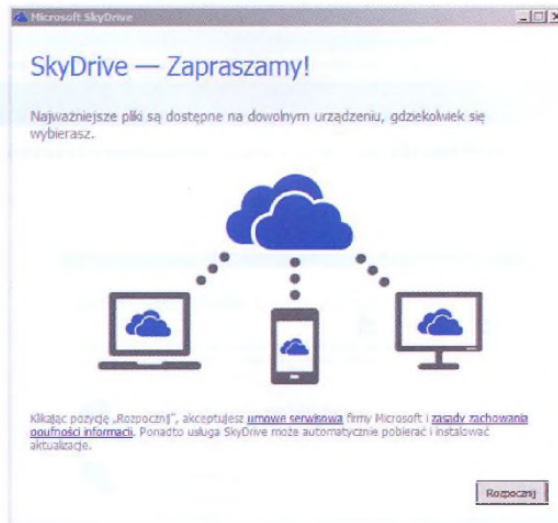 Microsoft SkyDrive
SkyDrive — Zapraszamy!
Najważniejsze pliki są dostępne na dowolnym urządzeniu, gdziekolwiek się
wybierasz.
Klikając pozycję „Rozpocznij”, akceptujesz umowę serwisową firmy Microsoft i zasady zachowania
poufności informacji. Ponadto usługa SkyDrive może automatycznie pobierać i instalować
aktualizacje.
Rozpocznij